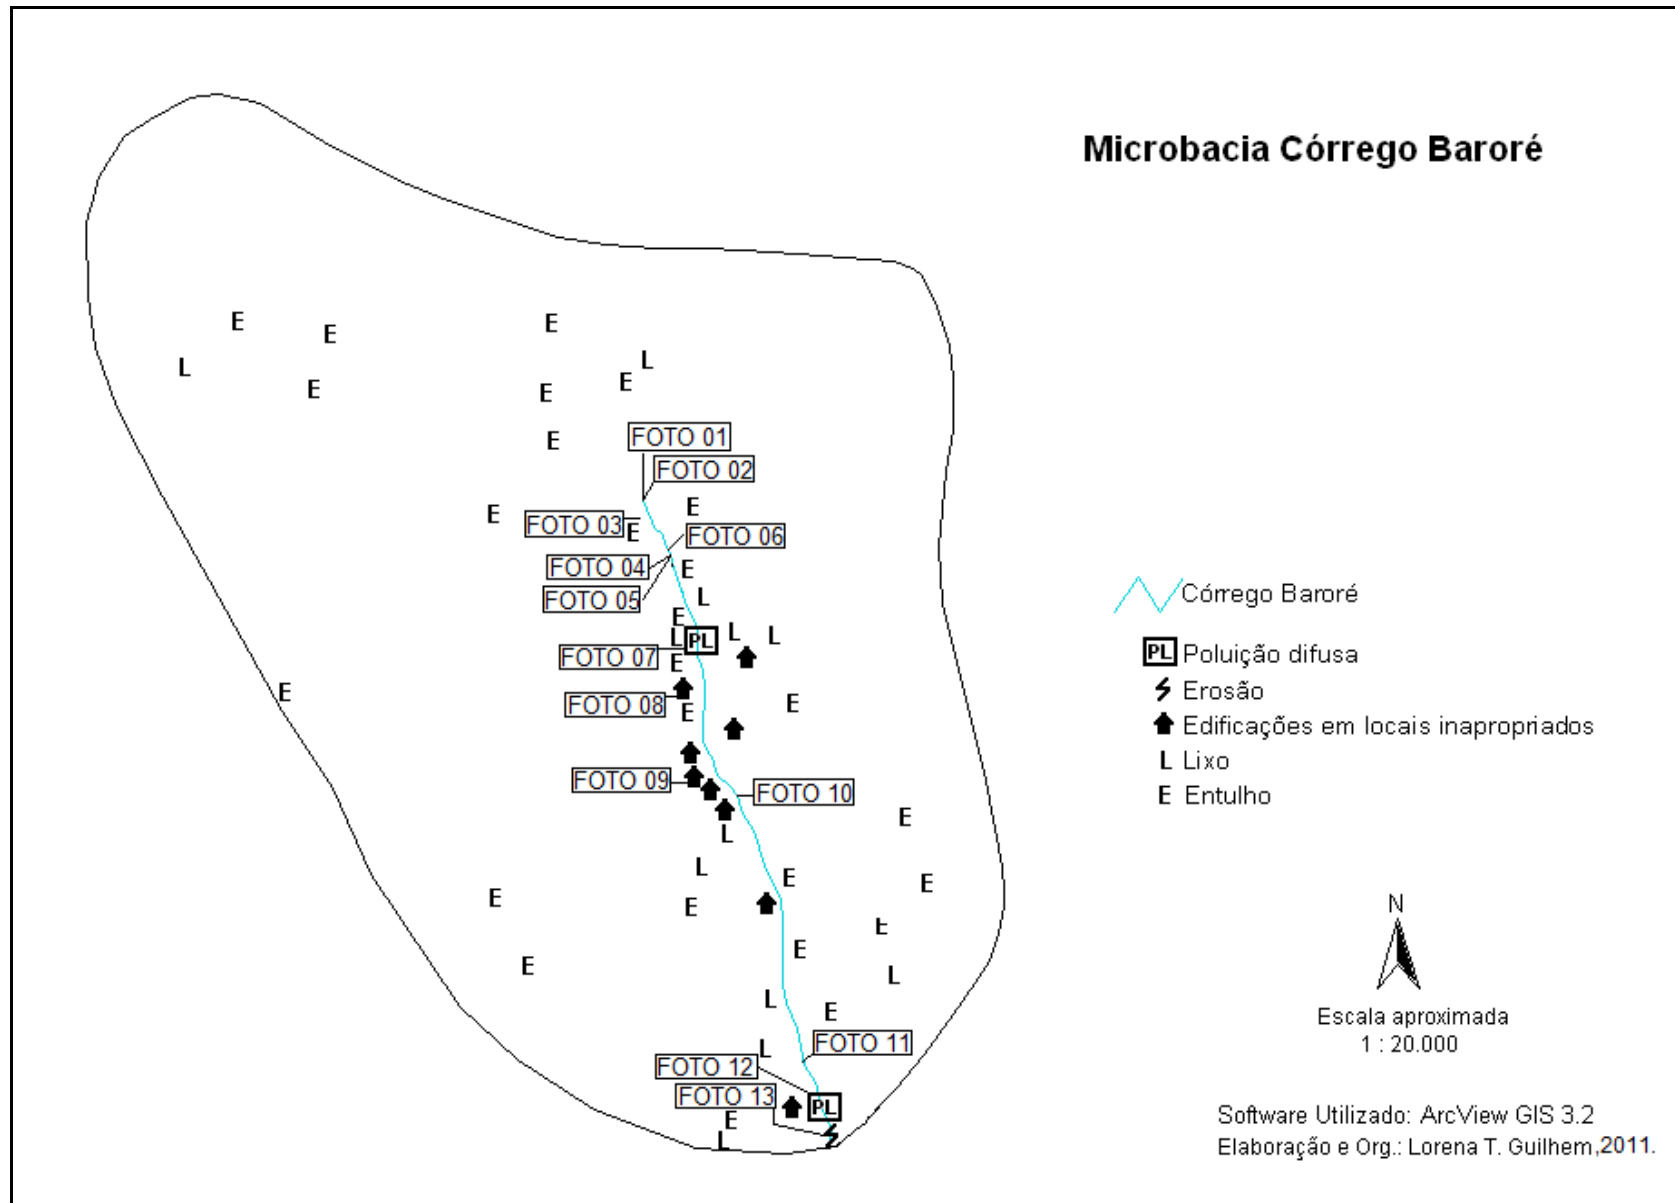 Microbacia Córrego Baroré
E
E
E
L
L
E
E
E
E
FOTO 01
FOTO 02
E
E
FOTO 03
E
FOTO 06
FOTO 04
E
FOTO 05
L
E
L
PL
L
L
FOTO 07
E
E
FOTO 08
E
E
FOTO 09
FOTO 10
L
E
L
E
E
E
E
E
E
E
L
L
E
L
FOTO 11
FOTO 12
FOTO 13
PL
E
L
Córrego Baroré
PL Poluição difusa
Erosão
Edificações em locais inapropriados
L Lixo
E Entulho
N
Escala aproximada
1 : 20.000
Software Utilizado: ArcView GIS 3.2
Elaboração e Org.: Lorena T. Guilhem,2011.